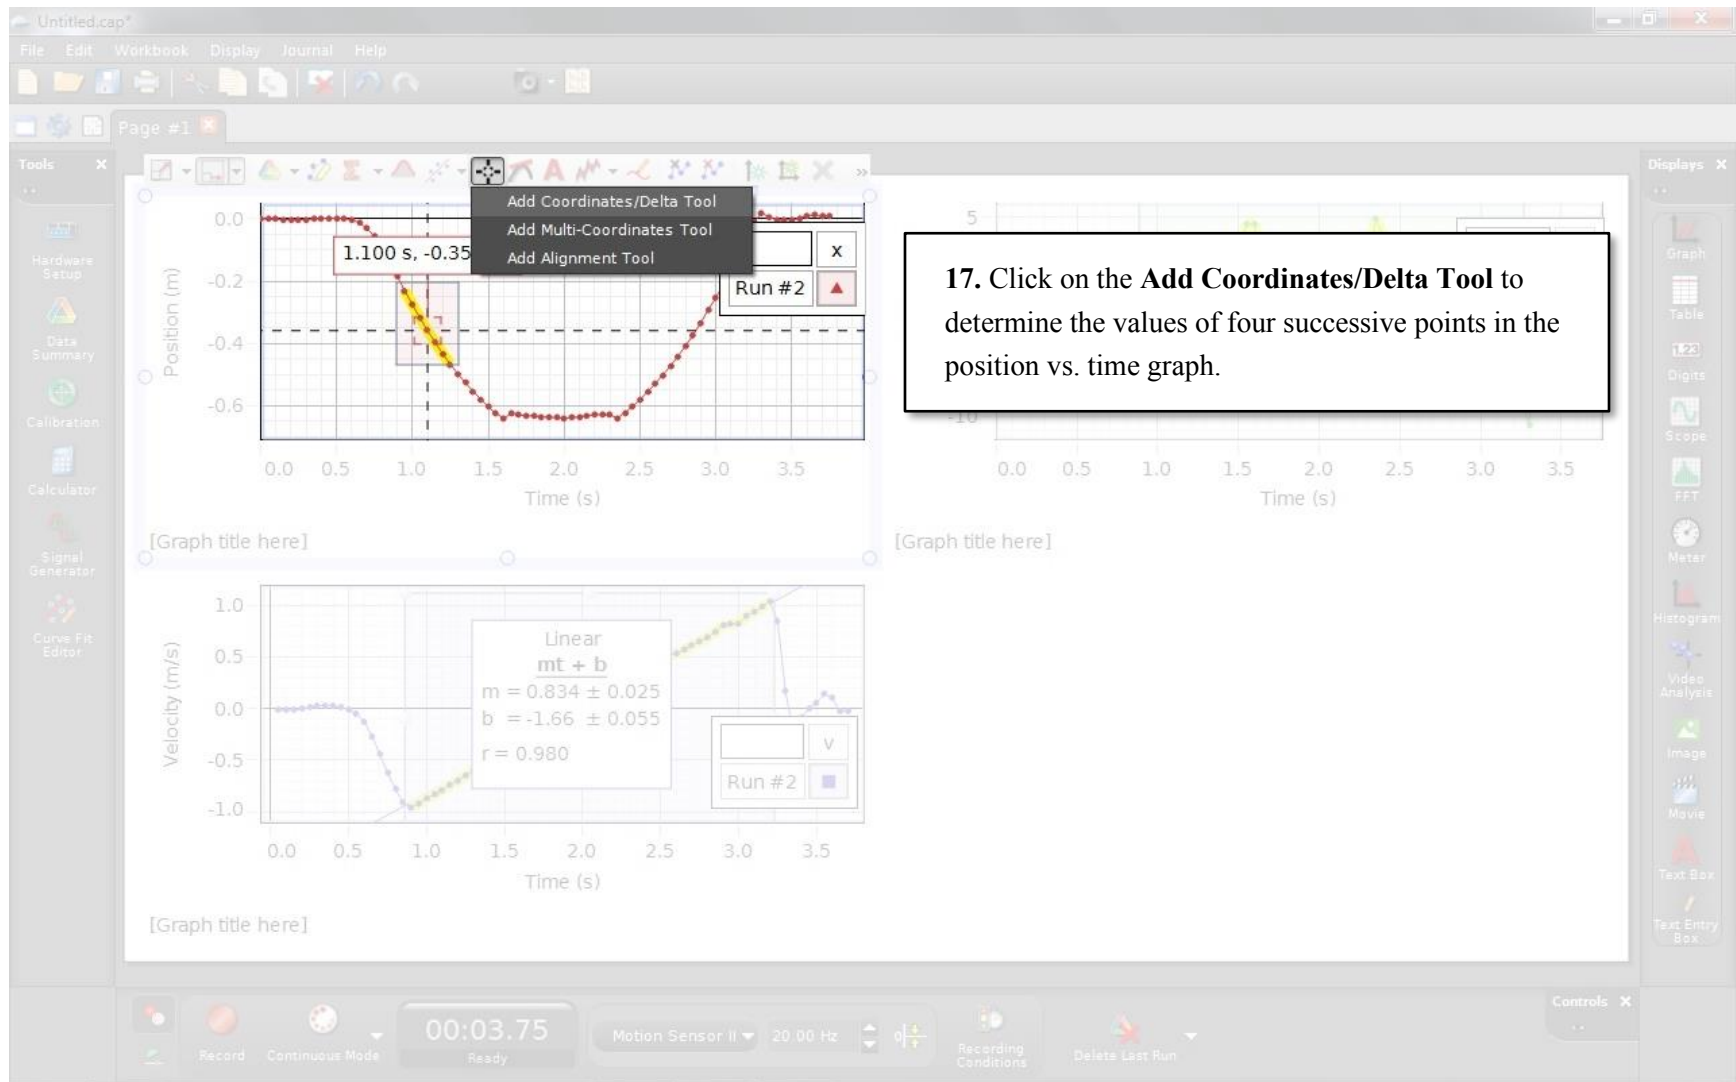 Untitled.cap*
File Edit Workbook Display Journal Help
Page #1
Tools
Hardware
Setup
Data
Summary
Calibration
Calculator
Signal
Generator
Curve Fit
Editor
Add Coordinates/Delta Tool
Add Multi-Coordinates Tool
Add Alignment Tool
1.100 s, -0.35
x
Run #2
0.0
-0.2
-0.4
-0.6
Position (m)
0.0 0.5 1.0 1.5 2.0 2.5 3.0 3.5
Time (s)
[Graph title here]
5
-10
0.0 0.5 1.0 1.5 2.0 2.5 3.0 3.5
Time (s)
[Graph title here]
17. Click on the Add Coordinates/Delta Tool to
determine the values of four successive points in the
position vs. time graph.
1.0
0.5
0.0
-0.5
-1.0
Velocity (m/s)
Linear
mt + b
m = 0.834 ± 0.025
b = -1.66 ± 0.055
r = 0.980
v
Run #2
0.0 0.5 1.0 1.5 2.0 2.5 3.0 3.5
Time (s)
[Graph title here]
Displays
Graph
Table
1.23
Digits
Scope
FFT
Meter
Histogram
Video
Analysis
Image
Movie
Text Box
Text Entry
Box
Record
Continuous Mode
00:03.75
Ready
Motion Sensor II
20.00 Hz
Recording
Conditions
Delete Last Run
Controls